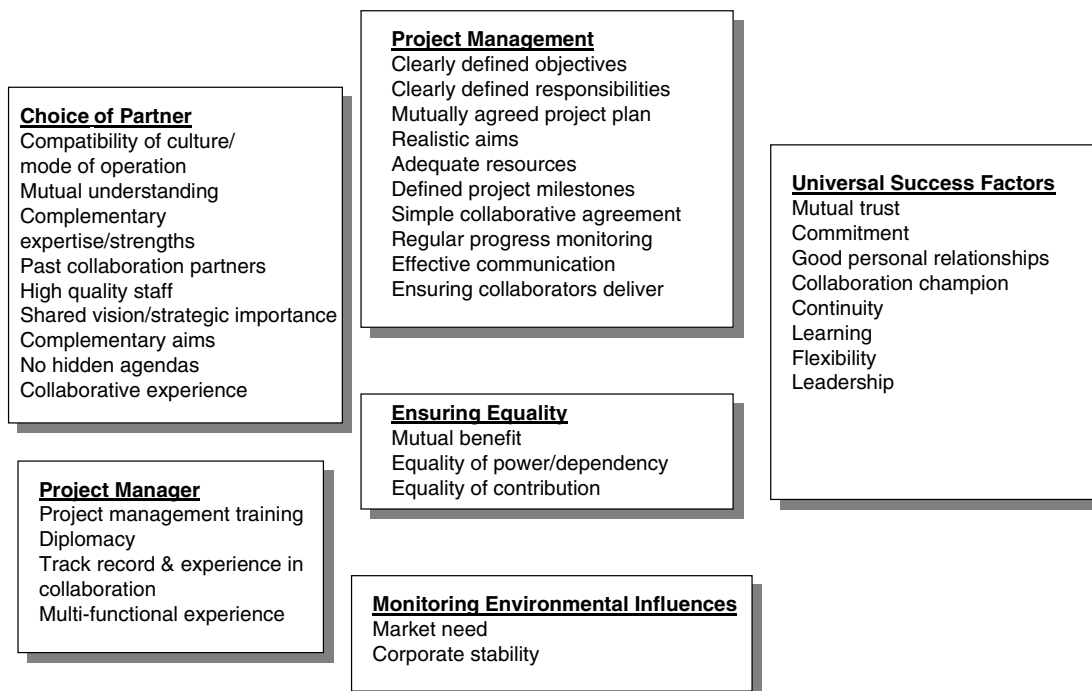 Choice of Partner
Compatibility of culture/
mode of operation
Mutual understanding
Complementary
expertise/strengths
Past collaboration partners
High quality staff
Shared vision/strategic importance
Complementary aims
No hidden agendas
Collaborative experience
Project Manager
Project management training
Diplomacy
Track record & experience in
collaboration
Multi-functional experience
Project Management
Clearly defined objectives
Clearly defined responsibilities
Mutually agreed project plan
Realistic aims
Adequate resources
Defined project milestones
Simple collaborative agreement
Regular progress monitoring
Effective communication
Ensuring collaborators deliver
Ensuring Equality
Mutual benefit
Equality of power/dependency
Equality of contribution
Monitoring Environmental Influences
Market need
Corporate stability
Universal Success Factors
Mutual trust
Commitment
Good personal relationships
Collaboration champion
Continuity
Learning
Flexibility
Leadership